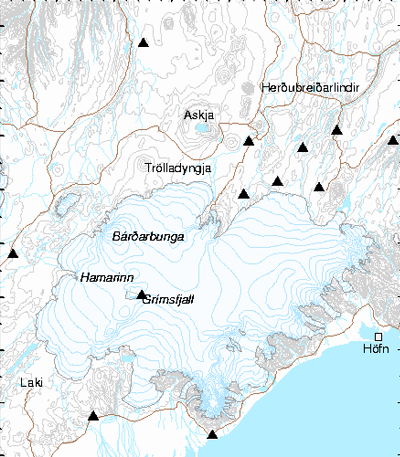 Herðubreiðarlindir
Askja
Trölladyngja
Bárðarbunga
Hamarinn
Grímsfjall
Höfn
Laki